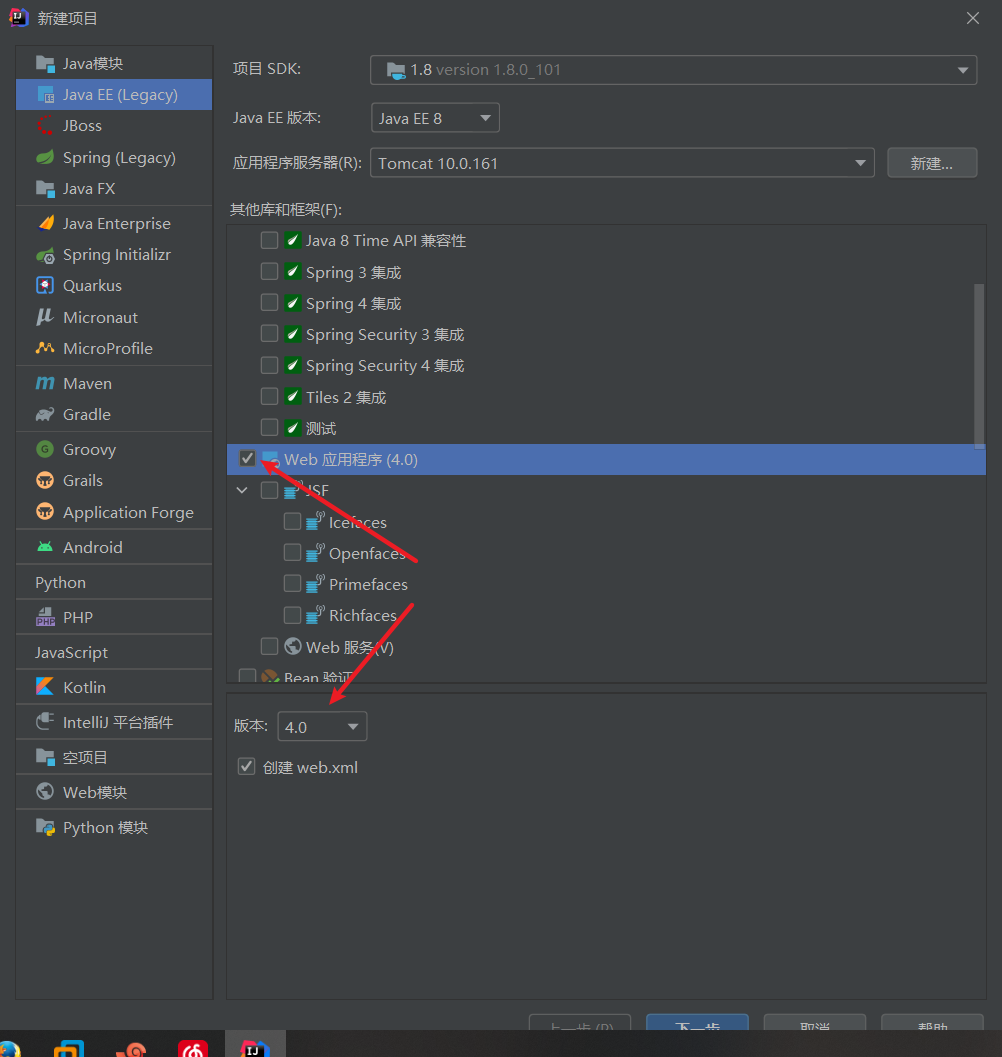 新建项目
Java模块
Java EE (Legacy)
JBoss
Spring (Legacy)
Java FX
Java Enterprise
Spring Initializr
Quarkus
Micronaut
MicroProfile
Maven
Gradle
Groovy
Grails
Application Forge
Android
Python
PHP
JavaScript
Kotlin
IntelliJ 平台插件
空项目
Web模块
Python 模块
项目 SDK:
1.8 version 1.8.0_101
Java EE 版本:
Java EE 8
应用程序服务器(R):
Tomcat 10.0.161
新建...
其他库和框架(F):
Java 8 Time API 兼容性
Spring 3 集成
Spring 4 集成
Spring Security 3 集成
Spring Security 4 集成
Tiles 2 集成
测试
Web 应用程序 (4.0)
JSF
Icefaces
Openfaces
Primefaces
Richfaces
Web 服务(V)
Bean 验证
版本:
4.0
创建 web.xml
上一步 (P)
下一步
取消
帮助